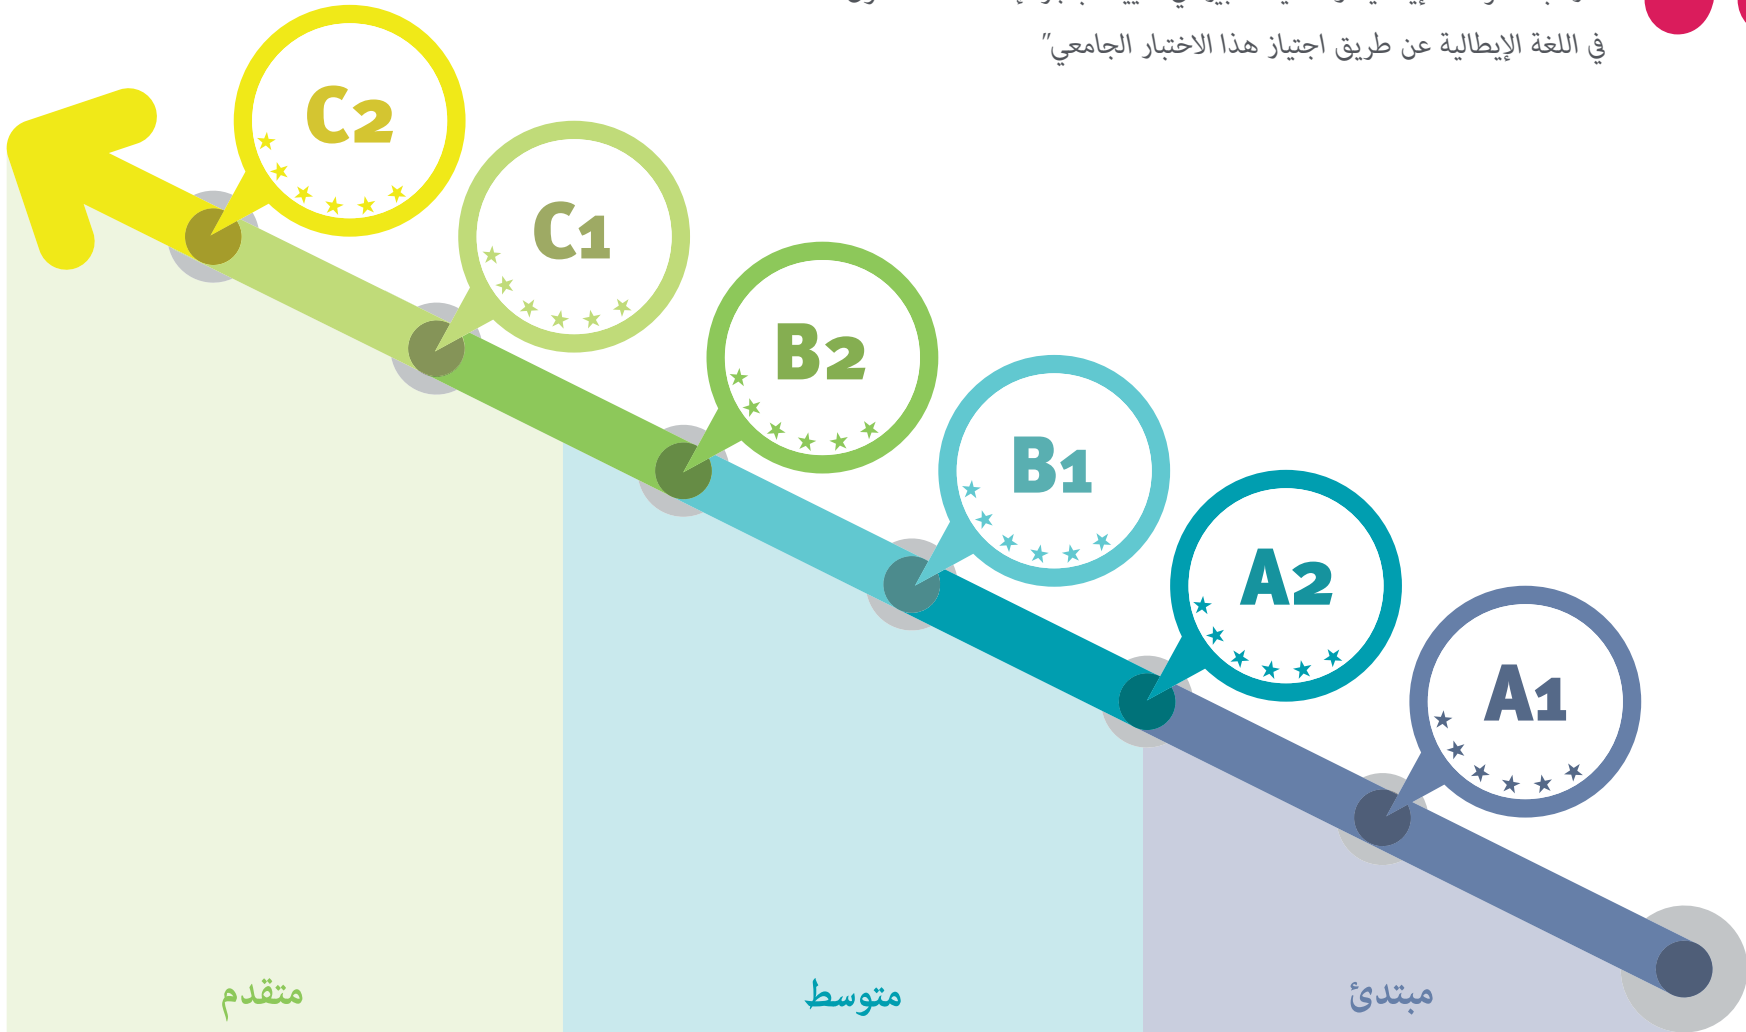 في اللغة الإيطالية عن طريق اجتياز هذا الاختبار الجامعي"
C2
C1
B2
B1
A2
A1
مبتدئ
متوسط
متقدم